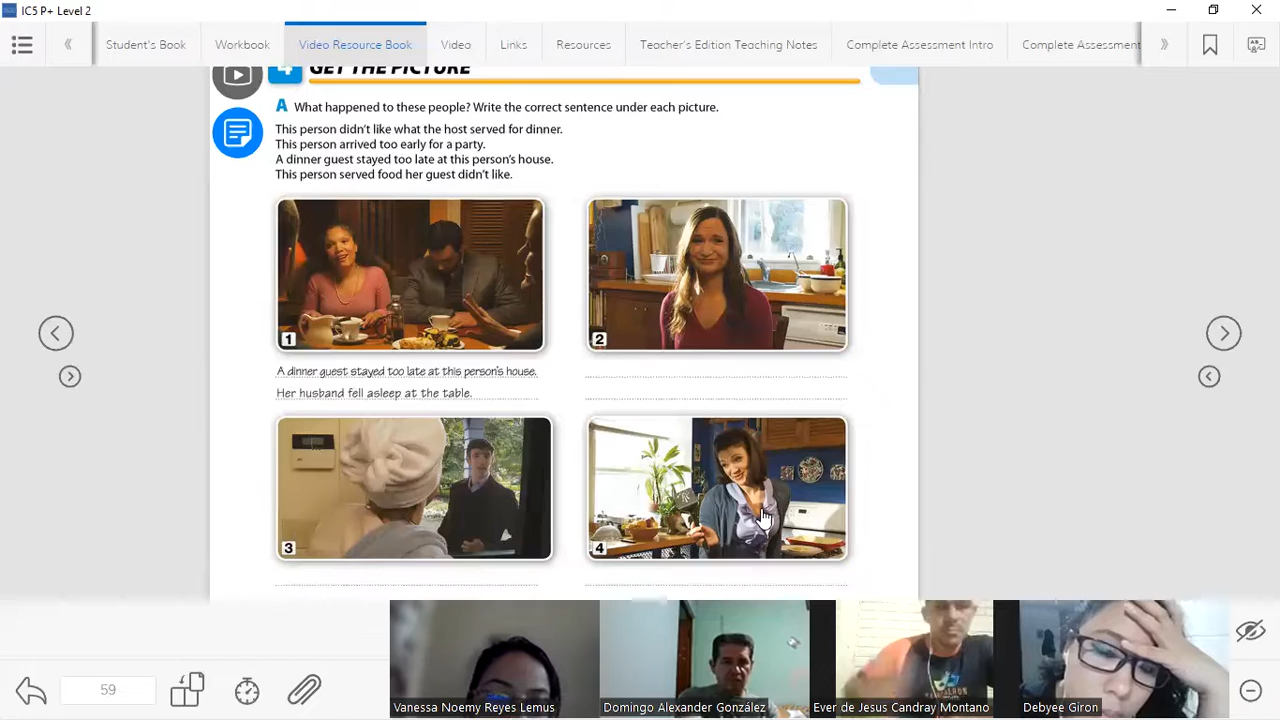 IC5 P+ Level 2
Student's Book Workbook Video Resource Book Video Links Resources Teacher's Edition Teaching Notes Complete Assessment Intro Complete Assessment
4 GET THE PICTURE
A What happened to these people? Write the correct sentence under each picture.
This person didn't like what the host served for dinner.
This person arrived too early for a party.
A dinner guest stayed too late at this person's house.
This person served food her guest didn't like.
1
2
A dinner guest stayed too late at this person's house.
Her husband fell asleep at the table.
3
4
59
Vanessa Noemy Reyes Lemus
Domingo Alexander González
Ever de Jesus Candray Montano
Debyee Giron